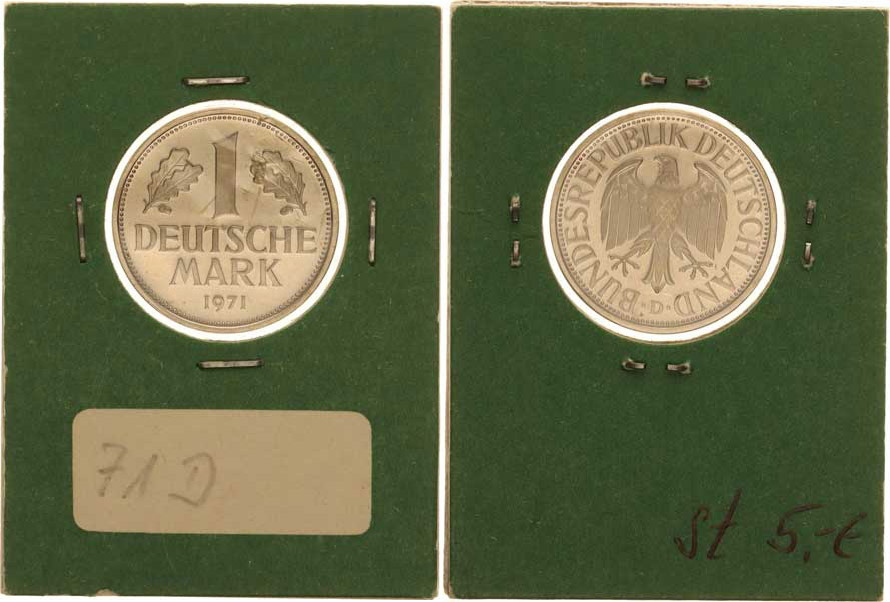 1
DEUTSCHE
MARK
1971
71 D
BUNDESREPUBLIK DEUTSCHLAND
·D·
st 5,-€